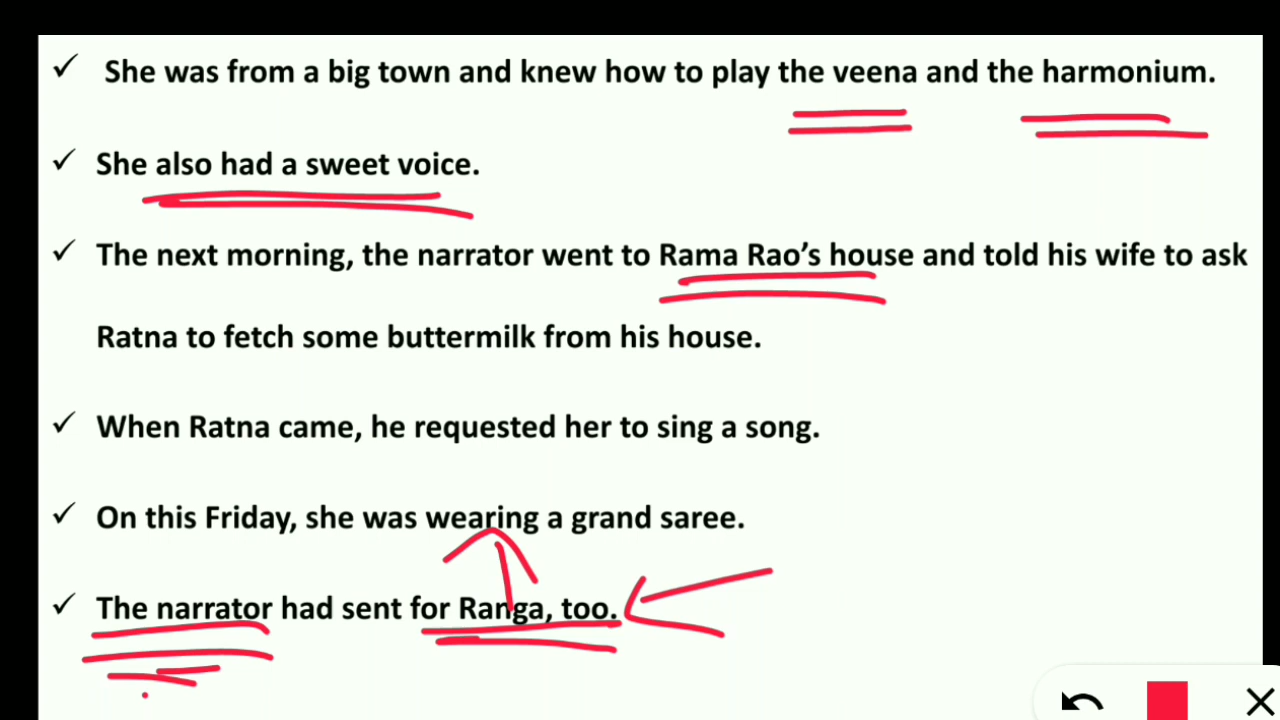 ✓ She was from a big town and knew how to play the veena and the harmonium.
✓ She also had a sweet voice.
✓ The next morning, the narrator went to Rama Rao’s house and told his wife to ask
Ratna to fetch some buttermilk from his house.
✓ When Ratna came, he requested her to sing a song.
✓ On this Friday, she was wearing a grand saree.
✓ The narrator had sent for Ranga, too.